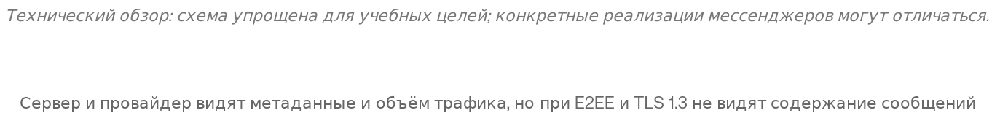 Технический обзор: схема упрощена для учебных целей; конкретные реализации мессенджеров могут отличаться.
Сервер и провайдер видят метаданные и объём трафика, но при E2EE и TLS 1.3 не видят содержание сообщений